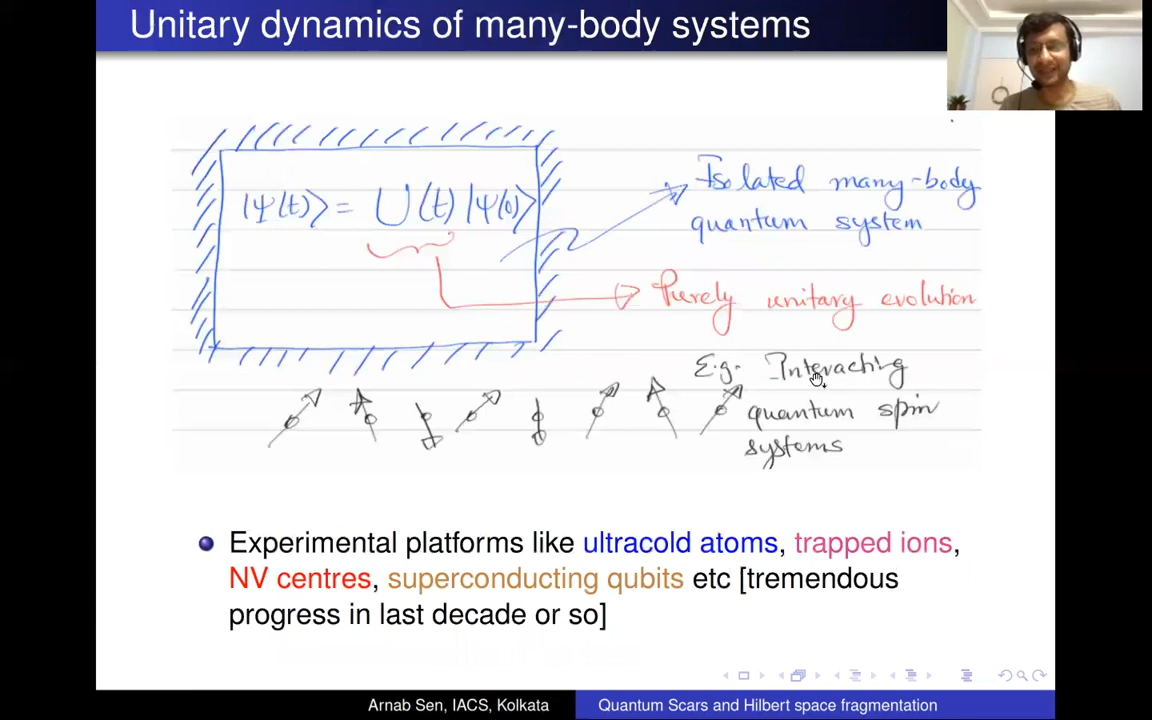 Unitary dynamics of many-body systems
|Ψ(t)⟩ = U(t) |Ψ(0)⟩
Isolated many-body
quantum system
Purely unitary evolution
E.g. Interacting
quantum spin
systems
Experimental platforms like ultracold atoms, trapped ions,
NV centres, superconducting qubits etc [tremendous
progress in last decade or so]
Arnab Sen, IACS, Kolkata
Quantum Scars and Hilbert space fragmentation